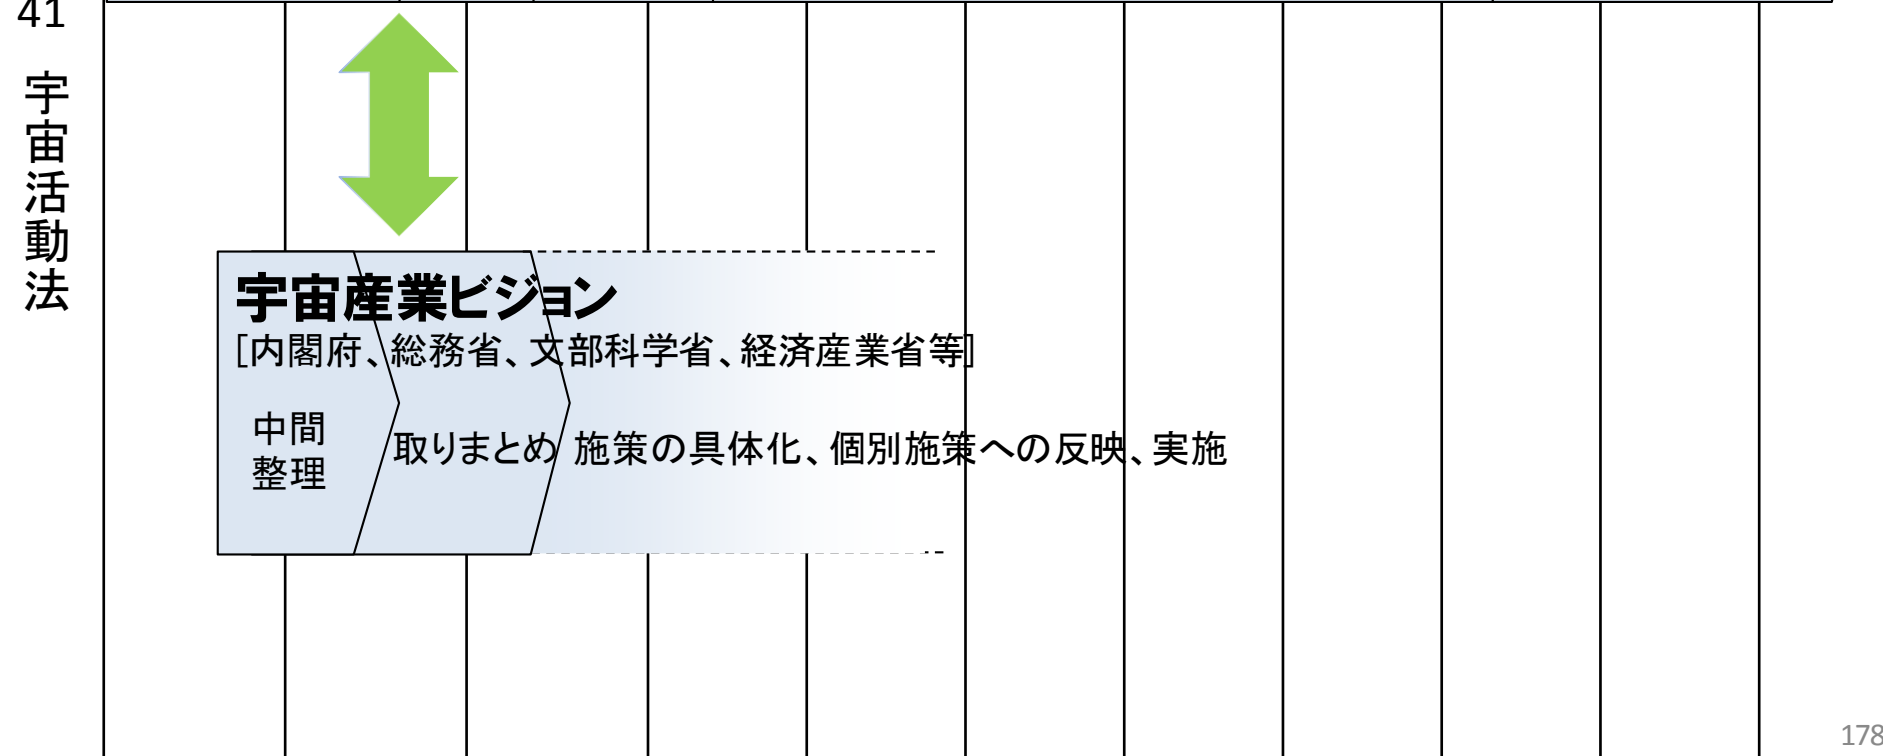 41
宇宙活動法
宇宙産業ビジョン
[内閣府、総務省、文部科学省、経済産業省等]
中間
整理
取りまとめ
施策の具体化、個別施策への反映、実施
178